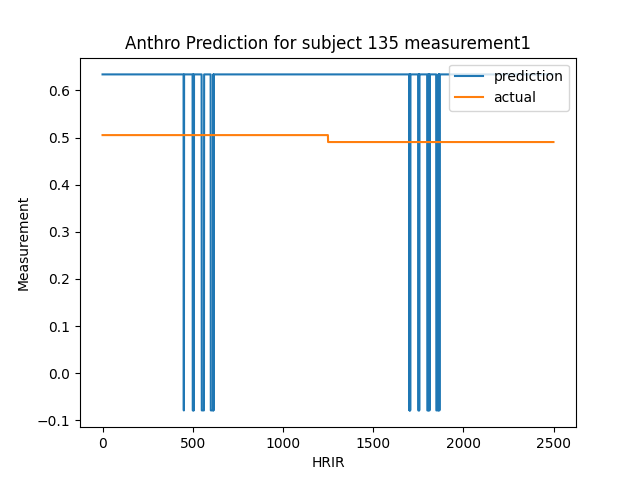 Anthro Prediction for subject 135 measurement1
prediction
actual
0.6
0.5
0.4
0.3
0.2
0.1
0.0
−0.1
Measurement
0 500 1000 1500 2000 2500
HRIR